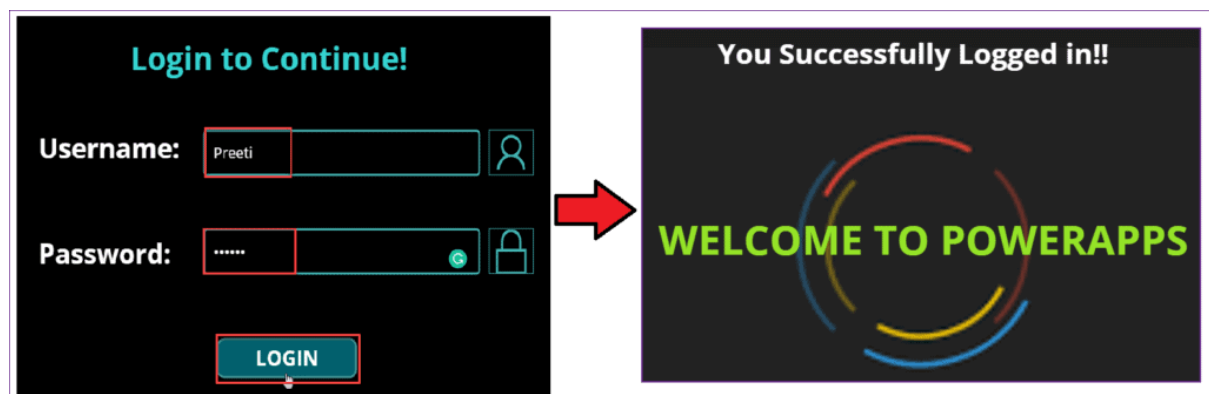 Login to Continue!
Username:
Preeti
Password:
••••••
LOGIN
You Successfully Logged in!!
WELCOME TO POWERAPPS